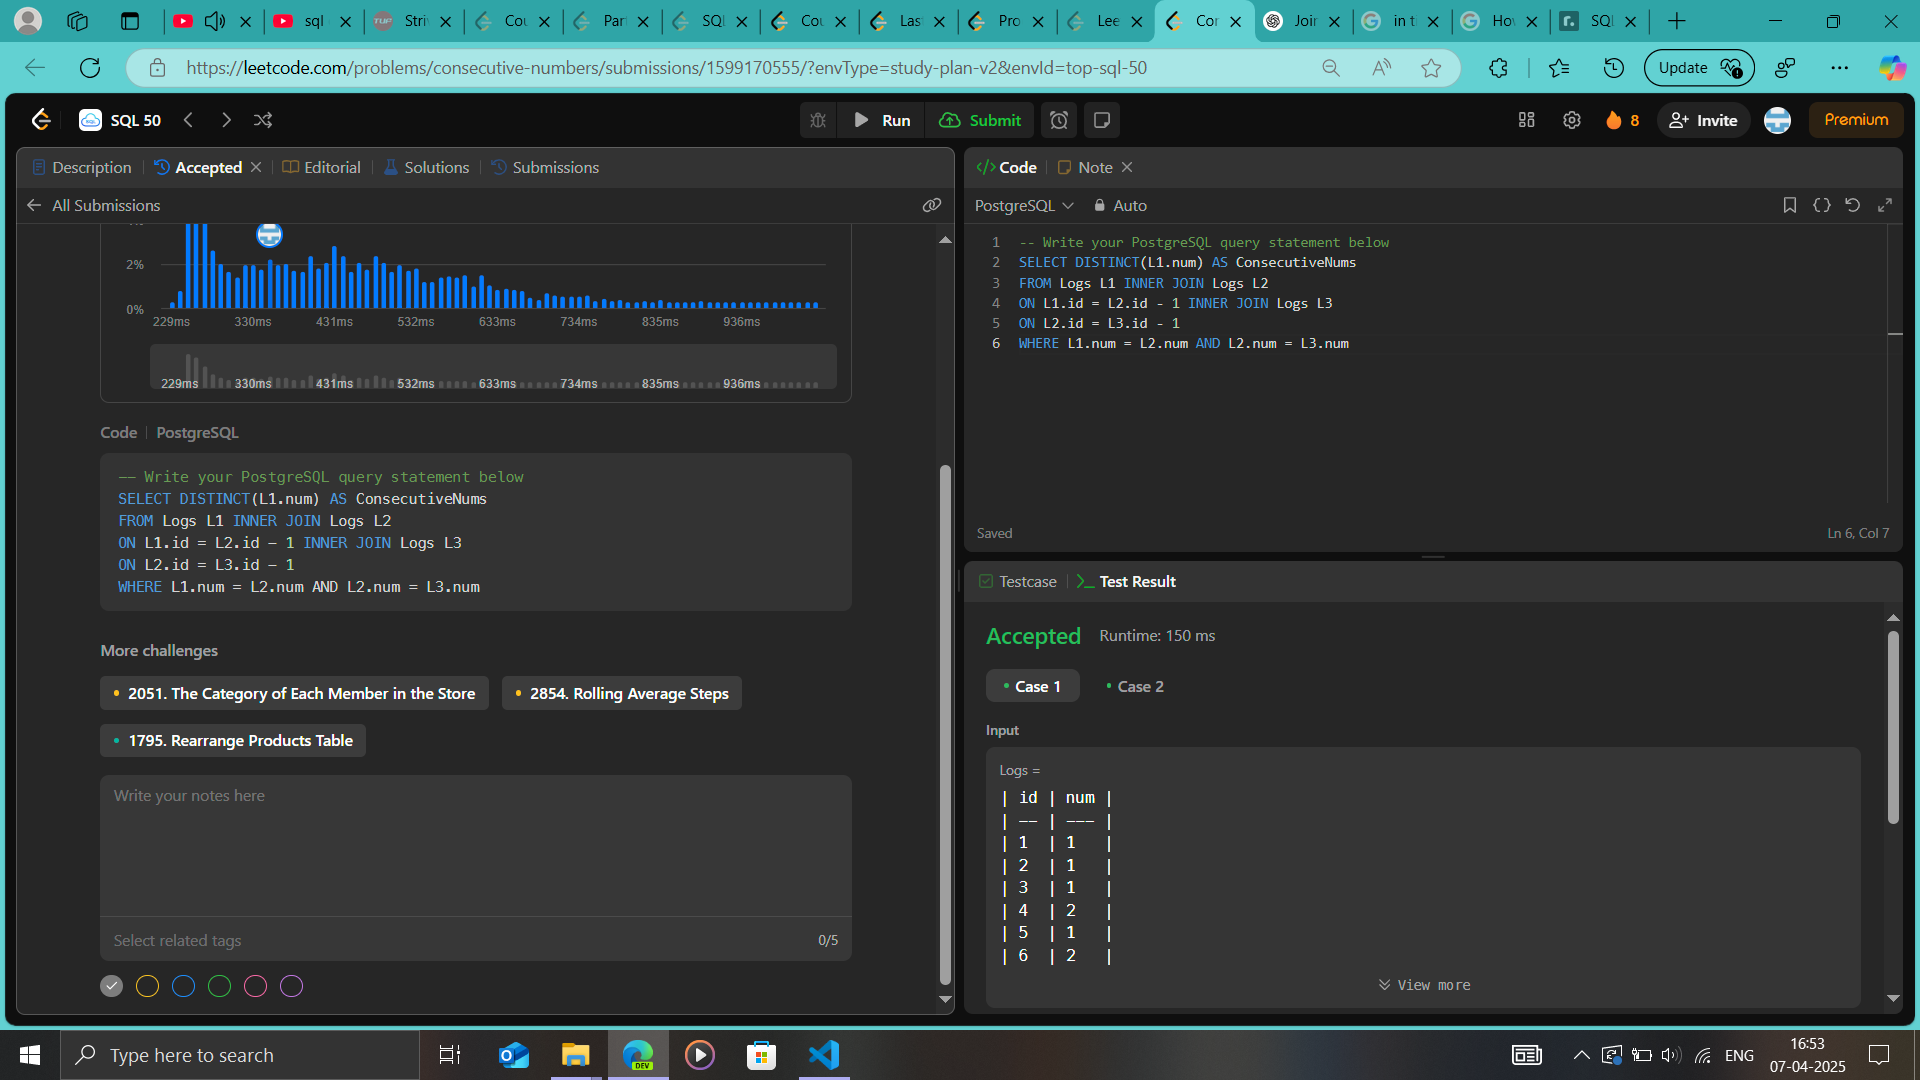 sql
Stri
Cou
Part
SQL
Cou
Las
Pro
Lee
Cor
Join
in ti
Hov
SQL
https://leetcode.com/problems/consecutive-numbers/submissions/1599170555/?envType=study-plan-v2&envId=top-sql-50
Update
SQL 50
Run
Submit
8
Invite
Premium
Description
Accepted
Editorial
Solutions
Submissions
All Submissions
2%
0%
229ms 330ms 431ms 532ms 633ms 734ms 835ms 936ms
229ms 330ms 431ms 532ms 633ms 734ms 835ms 936ms
Code | PostgreSQL
-- Write your PostgreSQL query statement below
SELECT DISTINCT(L1.num) AS ConsecutiveNums
FROM Logs L1 INNER JOIN Logs L2
ON L1.id = L2.id - 1 INNER JOIN Logs L3
ON L2.id = L3.id - 1
WHERE L1.num = L2.num AND L2.num = L3.num
More challenges
2051. The Category of Each Member in the Store
2854. Rolling Average Steps
1795. Rearrange Products Table
Write your notes here
Select related tags
0/5
Code
Note
PostgreSQL
Auto
1 -- Write your PostgreSQL query statement below
2 SELECT DISTINCT(L1.num) AS ConsecutiveNums
3 FROM Logs L1 INNER JOIN Logs L2
4 ON L1.id = L2.id - 1 INNER JOIN Logs L3
5 ON L2.id = L3.id - 1
6 WHERE L1.num = L2.num AND L2.num = L3.num
Saved
Ln 6, Col 7
Testcase
Test Result
Accepted
Runtime: 150 ms
Case 1
Case 2
Input
Logs =
| id | num |
| -- | --- |
| 1 | 1 |
| 2 | 1 |
| 3 | 1 |
| 4 | 2 |
| 5 | 1 |
| 6 | 2 |
View more
Type here to search
DEV
ENG
16:53
07-04-2025